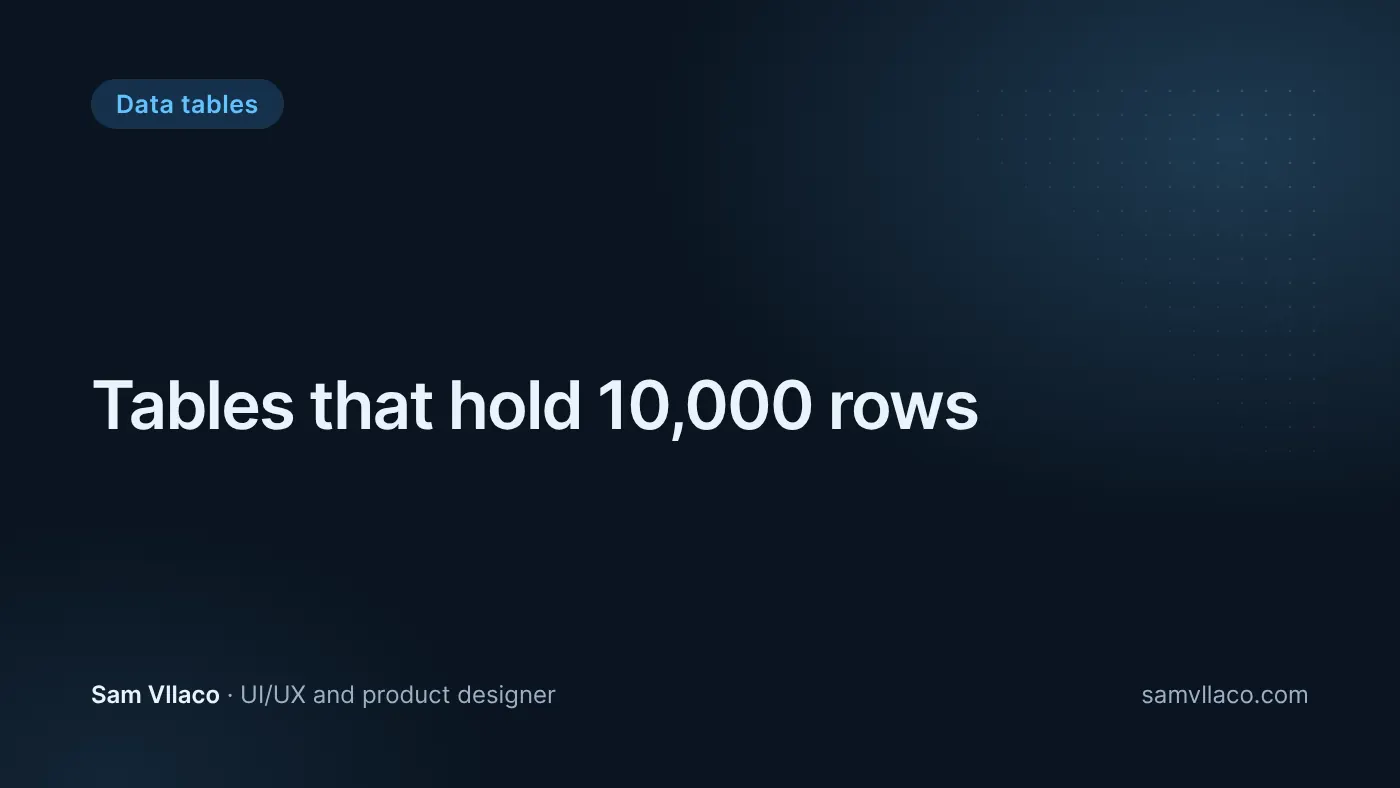 Data tables
Tables that hold 10,000 rows
Sam Vllaco · UI/UX and product designer
samvllaco.com